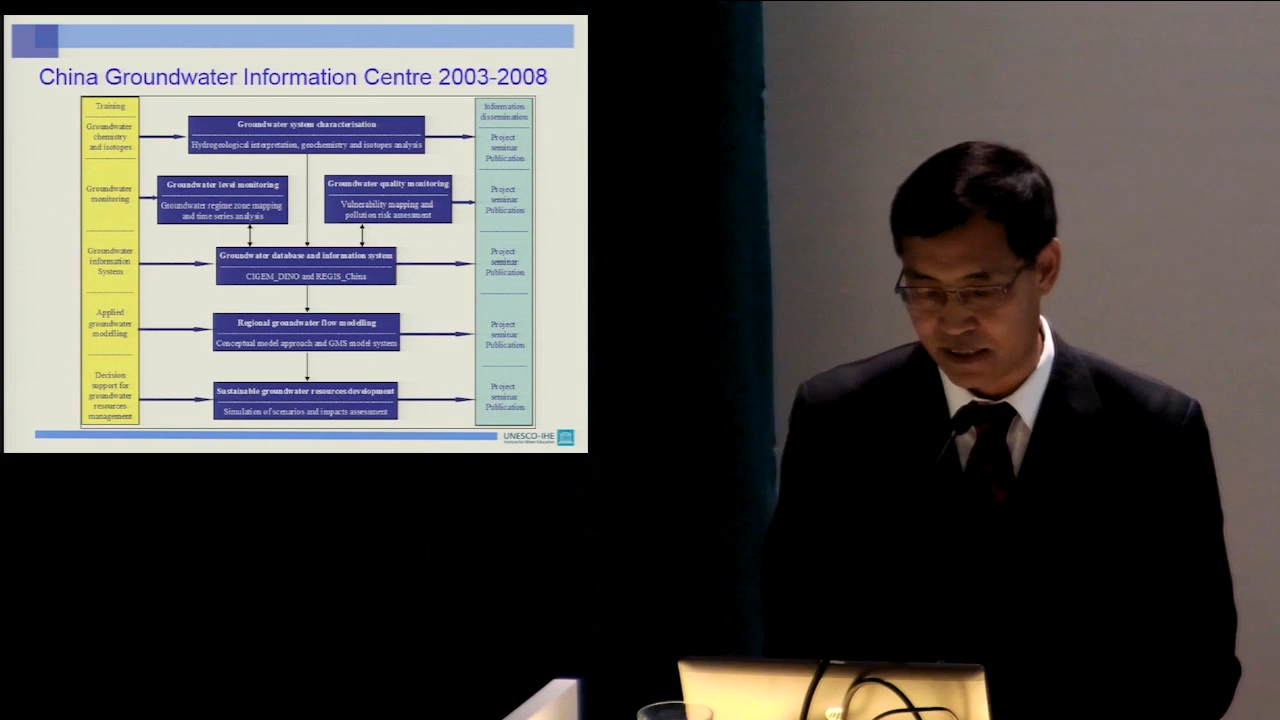 China Groundwater Information Centre 2003-2008
Training
Groundwater
chemistry
and isotopes
Groundwater
monitoring
Groundwater
information
System
Applied
groundwater
modelling
Decision
support for
groundwater
resources
management
Groundwater system characterisation
Hydrogeological interpretation, geochemistry and isotopes analysis
Groundwater level monitoring
Groundwater regime zone mapping
and time series analysis
Groundwater quality monitoring
Vulnerability mapping and
pollution risk assessment
Groundwater database and information system
CIGEM_DINO and REGIS_China
Regional groundwater flow modelling
Conceptual model approach and GMS model system
Sustainable groundwater resources development
Simulation of scenarios and impacts assessment
Information
dissemination
Project
seminar
Publication
Project
seminar
Publication
Project
seminar
Publication
Project
seminar
Publication
Project
seminar
Publication
UNESCO-IHE
Institute for Water Education
hp